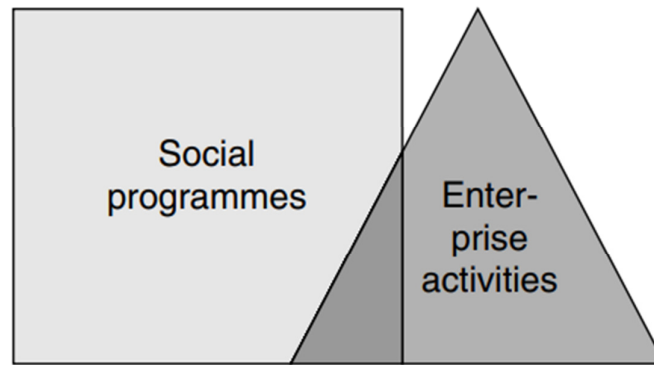 Social
programmes
Enter-
prise
activities